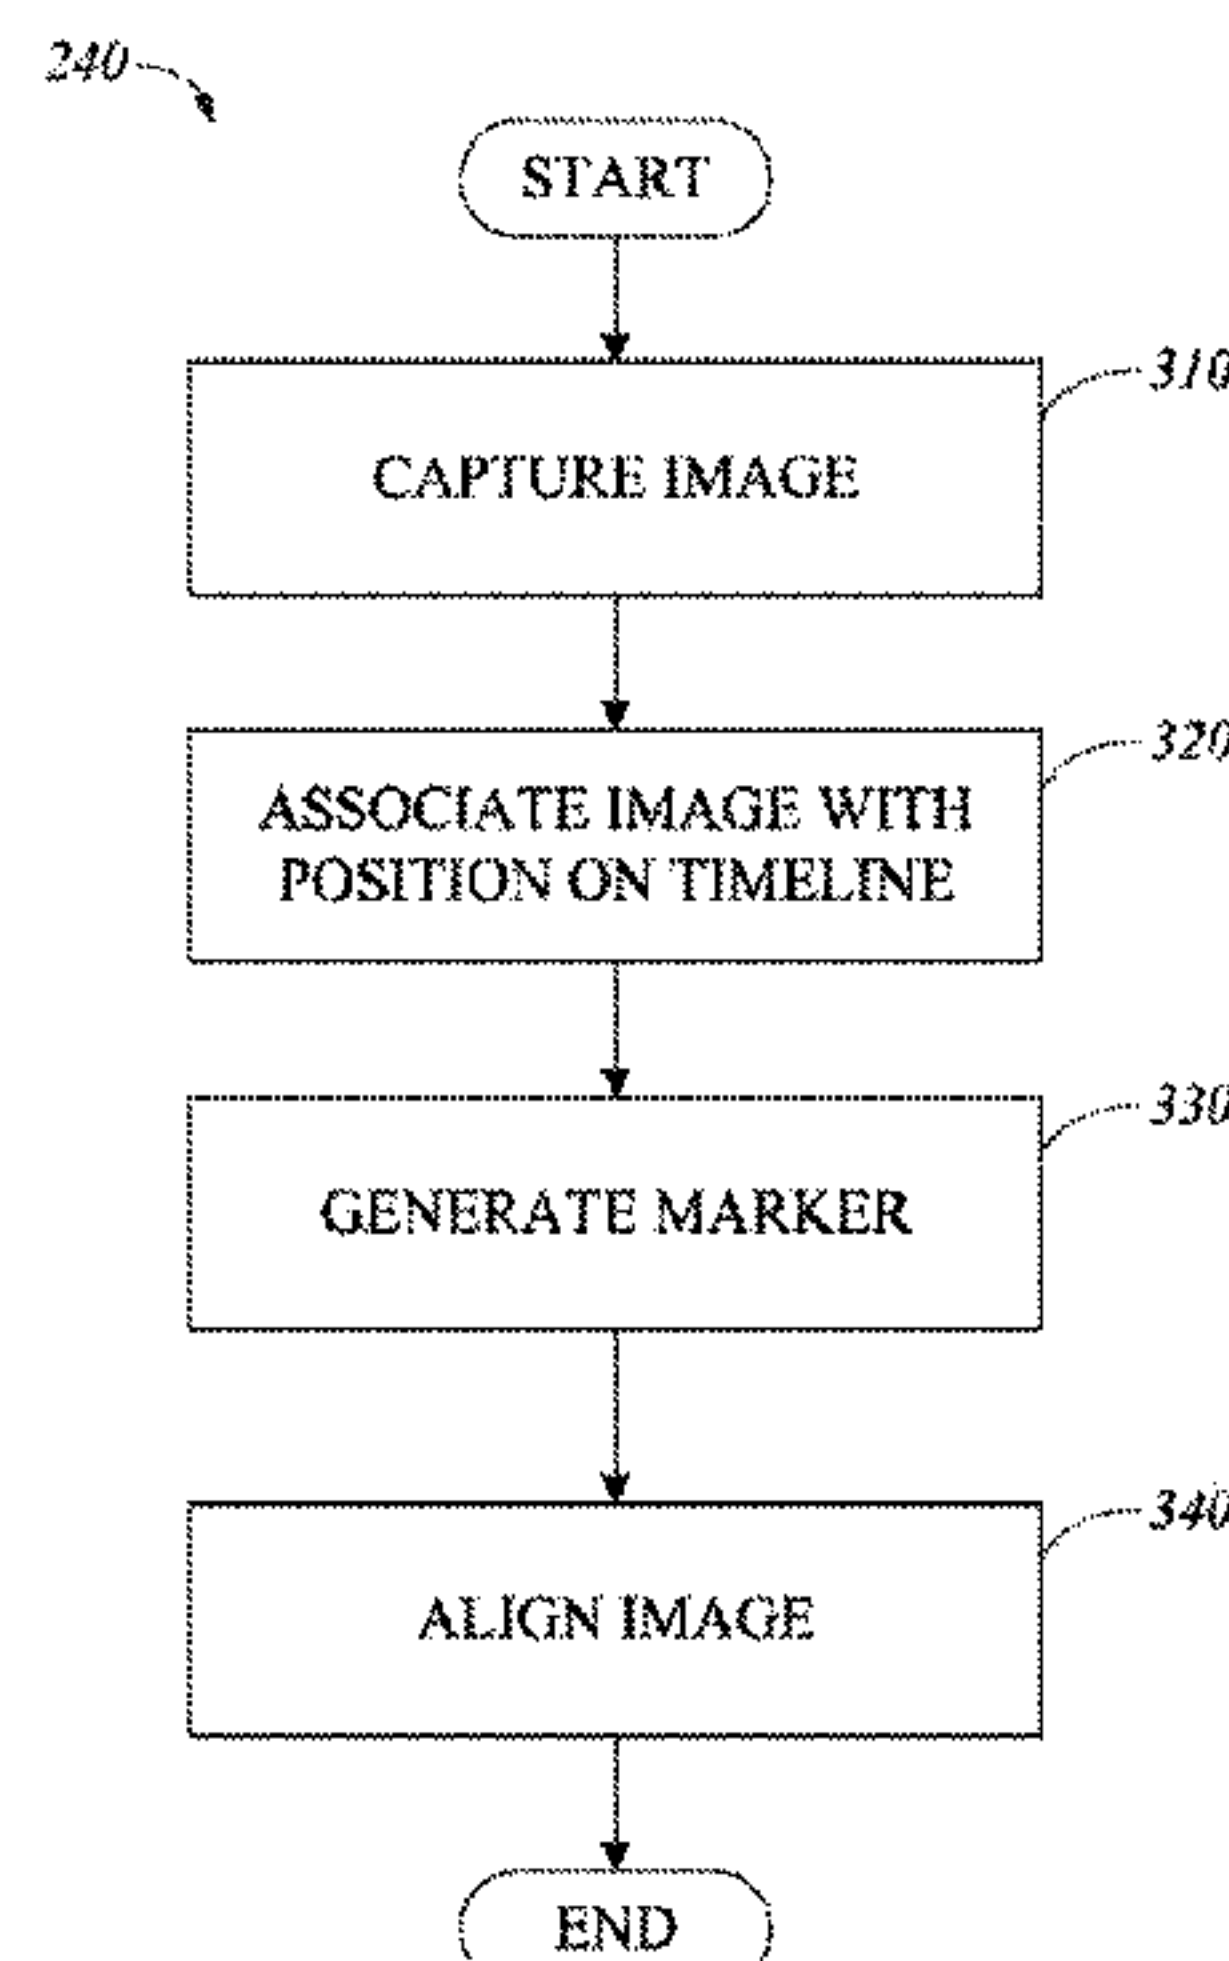 240
START
310
CAPTURE IMAGE
320
ASSOCIATE IMAGE WITH
POSITION ON TIMELINE
330
GENERATE MARKER
340
ALIGN IMAGE
END